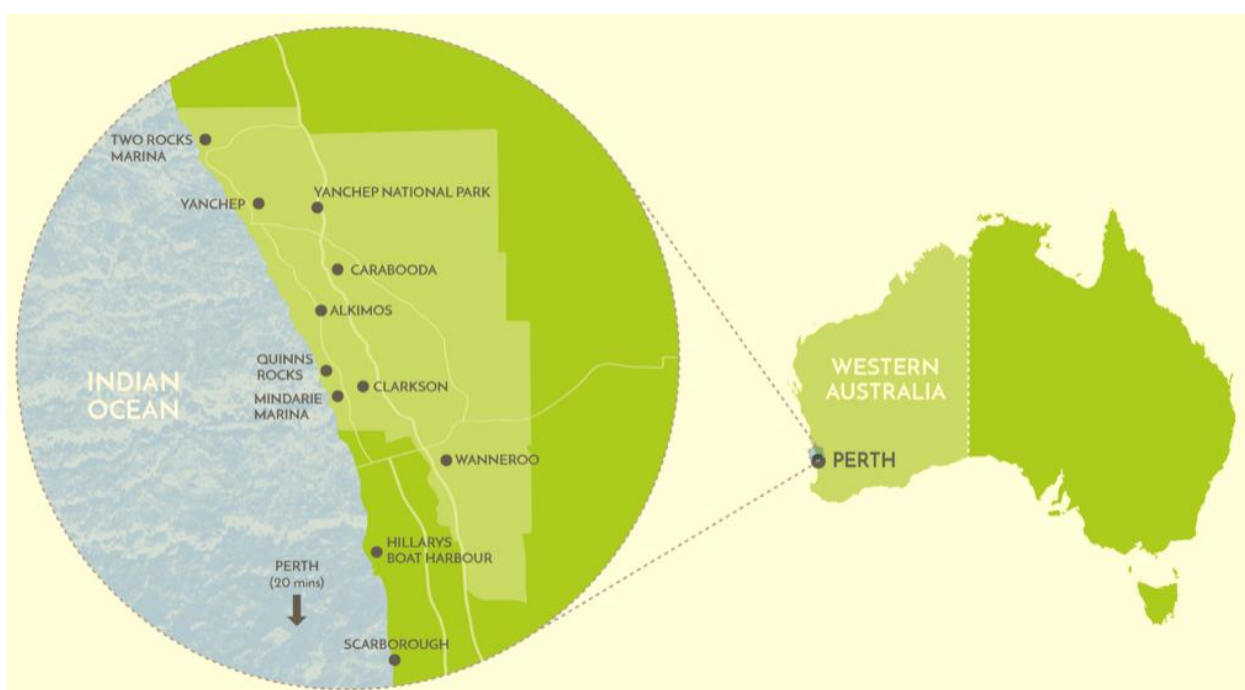 TWO ROCKS
MARINA
YANCHEP
YANCHEP NATIONAL PARK
CARABOODA
ALKIMOS
QUINNS
ROCKS
CLARKSON
MINDARIE
MARINA
INDIAN
OCEAN
WANNEROO
HILLARYS
BOAT HARBOUR
PERTH
(20 mins)
SCARBOROUGH
WESTERN
AUSTRALIA
PERTH